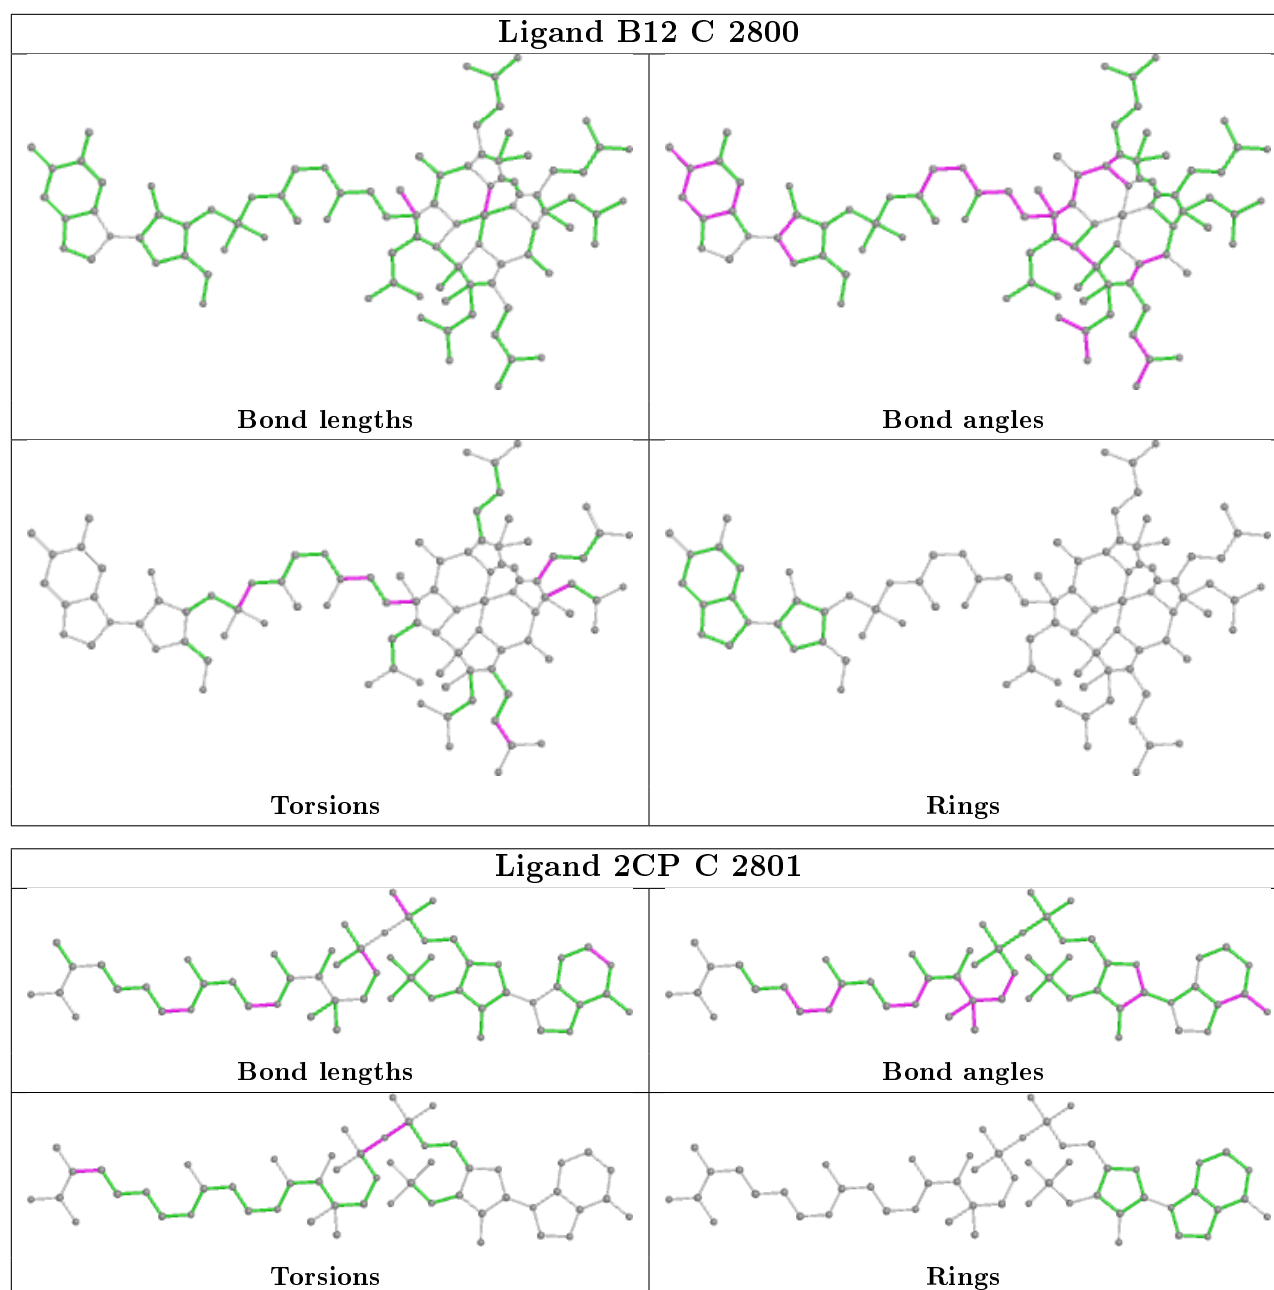 Ligand B12 C 2800
Bond lengths
Bond angles
Torsions
Rings
Ligand 2CP C 2801
Bond lengths
Bond angles
Torsions
Rings